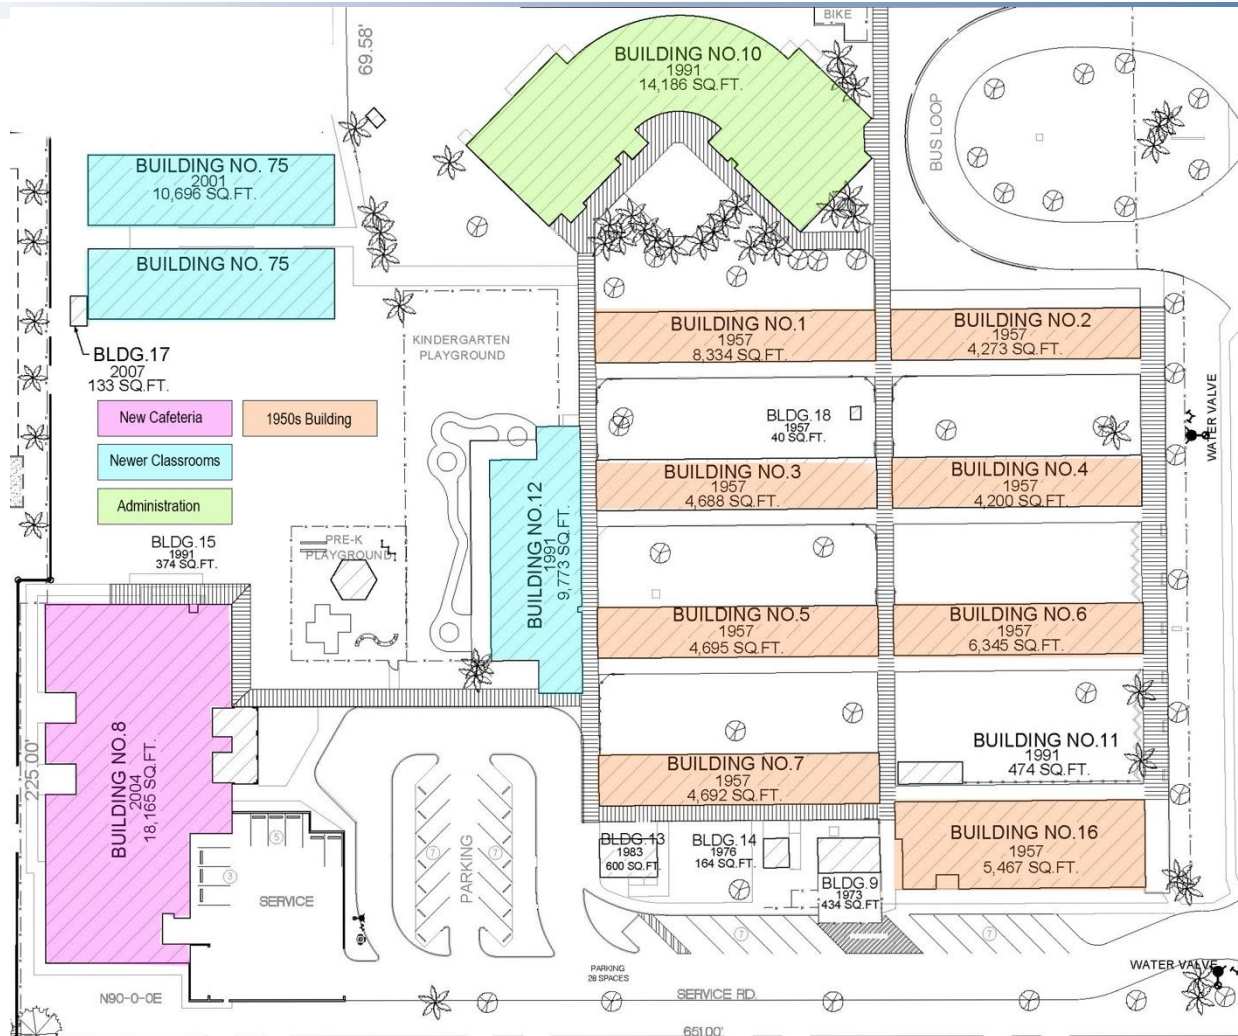 BIKE
69.58'
BUILDING NO.10
1991
14,186 SQ.FT.
BUS LOOP
BUILDING NO. 75
2001
10,696 SQ.FT.
BUILDING NO. 75
BLDG.17
2007
133 SQ.FT.
KINDERGARTEN
PLAYGROUND
BUILDING NO.1
1957
8,334 SQ.FT.
BUILDING NO.2
1957
4,273 SQ.FT.
WATER VALVE
New Cafeteria
1950s Building
Newer Classrooms
Administration
BLDG.18
1957
40 SQ.FT.
BUILDING NO.3
1957
4,688 SQ.FT.
BUILDING NO.4
1957
4,200 SQ.FT.
BLDG.15
1991
374 SQ.FT.
PRE-K
PLAYGROUND
BUILDING NO.12
1991
9,773 SQ.FT.
BUILDING NO.5
1957
4,695 SQ.FT.
BUILDING NO.6
1957
6,345 SQ.FT.
225.00'
BUILDING NO.8
2004
18,165 SQ.FT.
BUILDING NO.7
1957
4,692 SQ.FT.
BUILDING NO.11
1991
474 SQ.FT.
BUILDING NO.16
1957
5,467 SQ.FT.
BLDG.13
1983
600 SQ.FT.
BLDG.14
1976
164 SQ.FT.
BLDG.9
1973
434 SQ.FT
5
3
SERVICE
7
PARKING
7
7
7
PARKING
28 SPACES
WATER VALVE
N90-0-0E
SERVICE RD.
651.00'